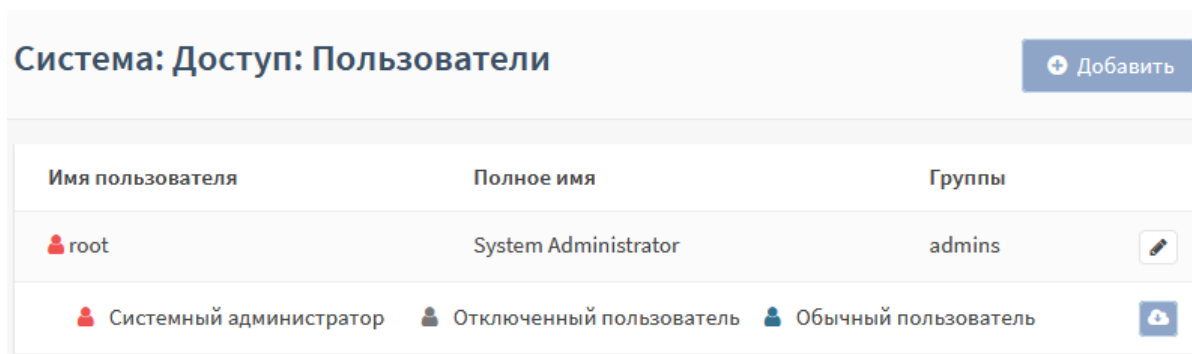 Система: Доступ: Пользователи
Добавить
Имя пользователя Полное имя Группы
root System Administrator admins
Системный администратор Отключенный пользователь Обычный пользователь